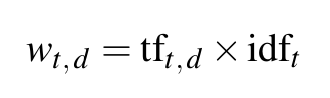 w_{t,d} = tf_{t,d} × idf_t